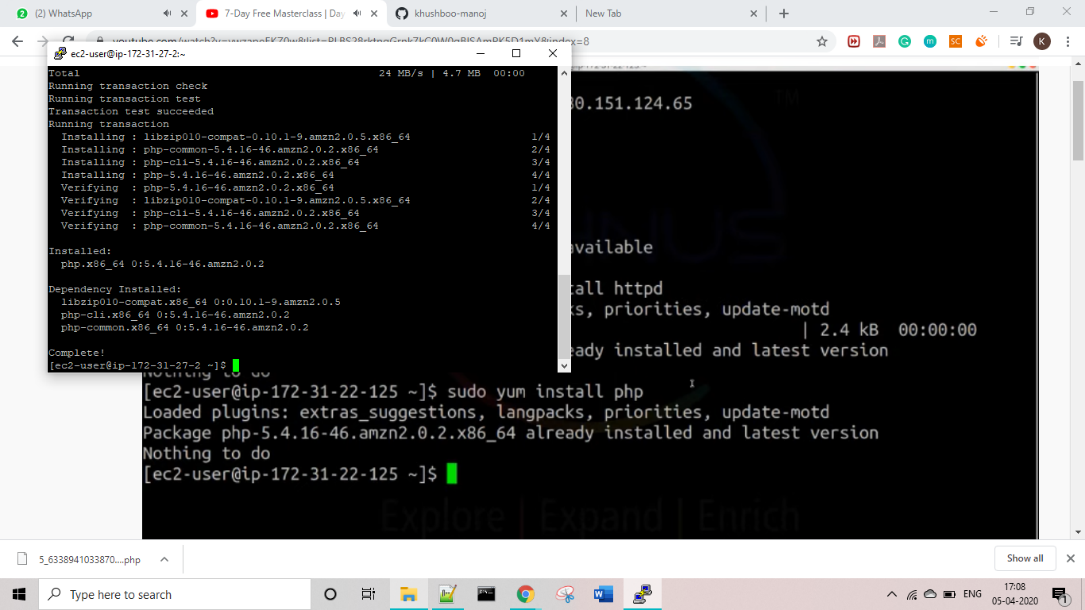 (2) WhatsApp
7-Day Free Masterclass | Day
khushboo-manoj
New Tab
ec2-user@ip-172-31-27-2:~
Total 24 MB/s | 4.7 MB 00:00
Running transaction check
Running transaction test
Transaction test succeeded
Running transaction
Installing : libzip010-compat-0.10.1-9.amzn2.0.5.x86_64 1/4
Installing : php-common-5.4.16-46.amzn2.0.2.x86_64 2/4
Installing : php-cli-5.4.16-46.amzn2.0.2.x86_64 3/4
Installing : php-5.4.16-46.amzn2.0.2.x86_64 4/4
Verifying : php-5.4.16-46.amzn2.0.2.x86_64 1/4
Verifying : libzip010-compat-0.10.1-9.amzn2.0.5.x86_64 2/4
Verifying : php-cli-5.4.16-46.amzn2.0.2.x86_64 3/4
Verifying : php-common-5.4.16-46.amzn2.0.2.x86_64 4/4
Installed:
php.x86_64 0:5.4.16-46.amzn2.0.2
Dependency Installed:
libzip010-compat.x86_64 0:0.10.1-9.amzn2.0.5
php-cli.x86_64 0:5.4.16-46.amzn2.0.2
php-common.x86_64 0:5.4.16-46.amzn2.0.2
Complete!
[ec2-user@ip-172-31-27-2 ~]$
0.151.124.65
TM
NUS
available
all httpd
ks, priorities, update-motd
| 2.4 kB 00:00:00
eady installed and latest version
Nothing to do
[ec2-user@ip-172-31-22-125 ~]$ sudo yum install php
Loaded plugins: extras_suggestions, langpacks, priorities, update-motd
Package php-5.4.16-46.amzn2.0.2.x86_64 already installed and latest version
Nothing to do
[ec2-user@ip-172-31-22-125 ~]$
Explore | Expand | Enrich
5_6338941033870....php
Show all
Type here to search
ENG
17:08
05-04-2020